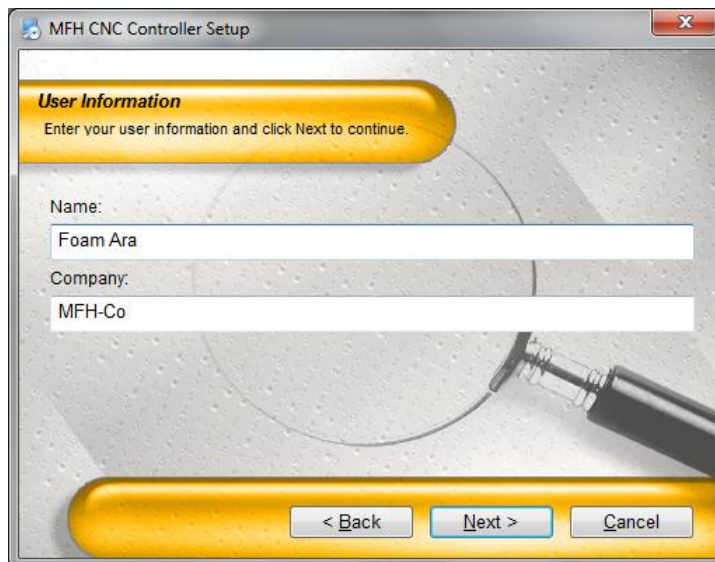 MFH CNC Controller Setup
User Information
Enter your user information and click Next to continue.
Name:
Foam Ara
Company:
MFH-Co
< Back Next > Cancel